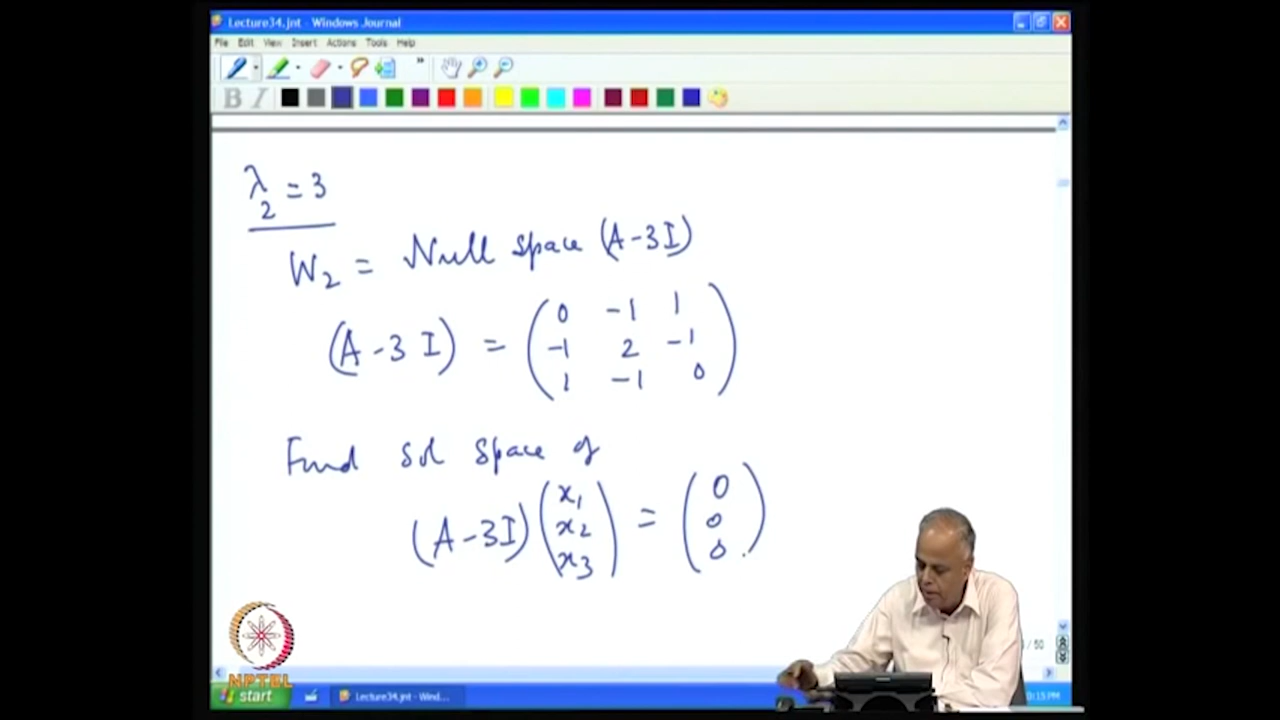 Lecture34.jnt - Windows Journal
File Edit View Insert Actions Tools Help
B I
λ₂ = 3
W₂ = Null space (A-3I)
(A-3 I) = ( 0 -1 1
-1 2 -1
1 -1 0 )
Find sol space of
(A-3I) ( x₁ x₂ x₃ ) = ( 0 0 0 )
/ 50
NPTEL
start Lecture34.jnt - Wind...